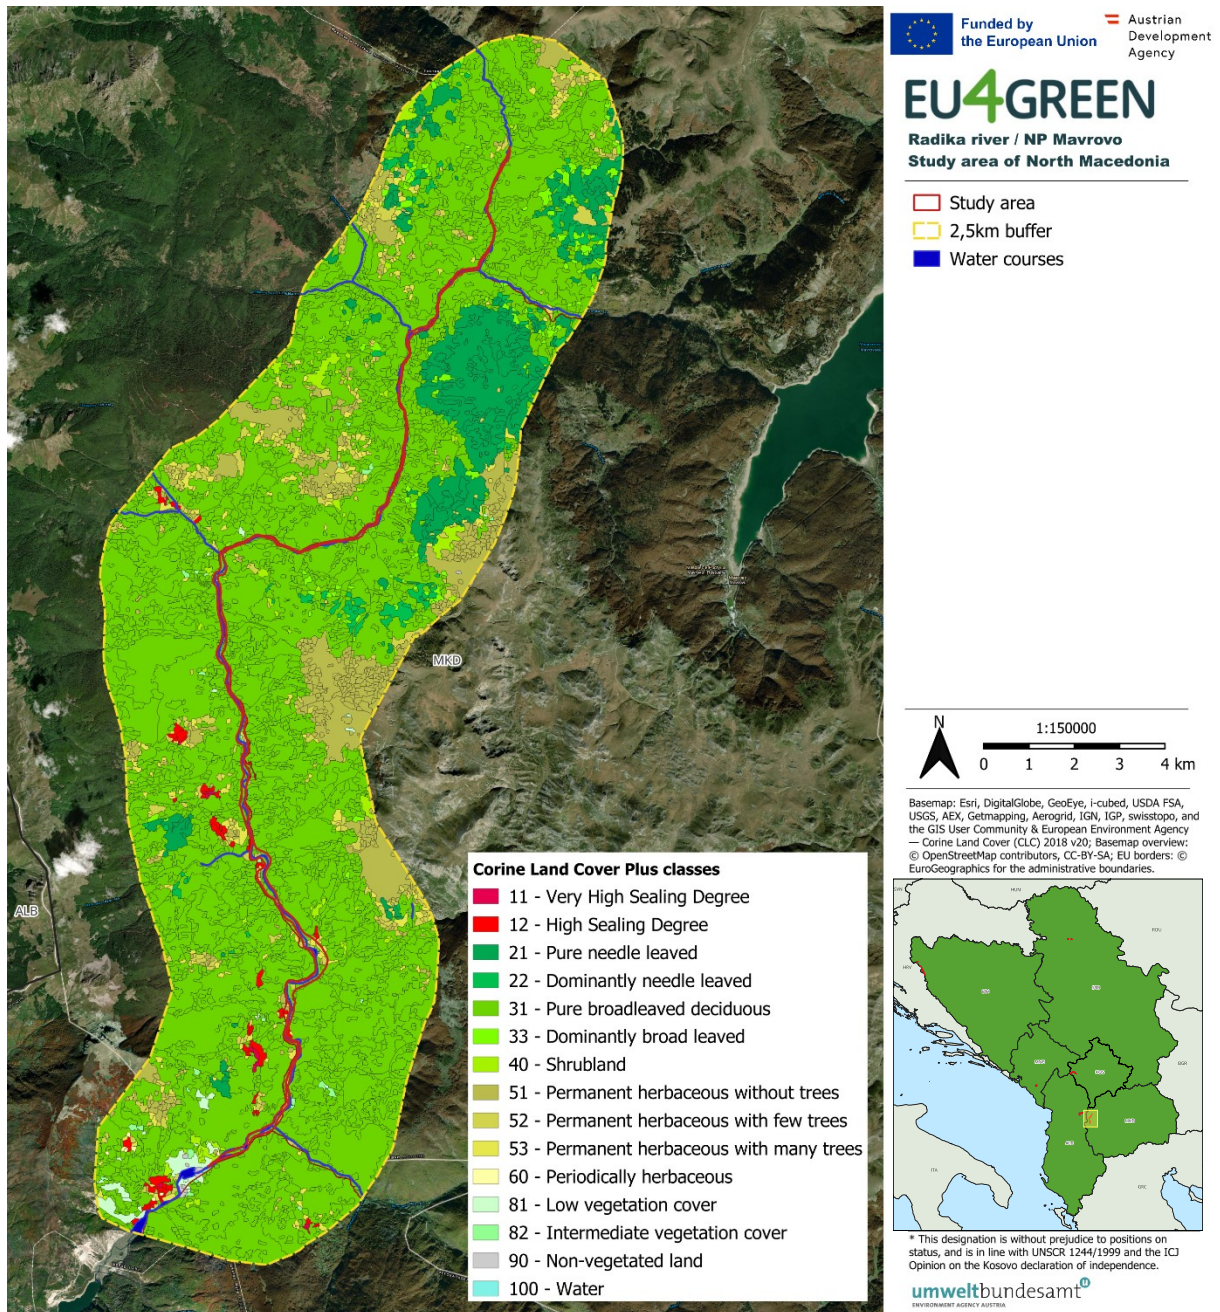 Funded by
the European Union
Austrian
Development
Agency
EU4GREEN
Radika river / NP Mavrovo
Study area of North Macedonia
Study area
2,5km buffer
Water courses
MKD
ALB
N
1:150000
0 1 2 3 4 km
Basemap: Esri, DigitalGlobe, GeoEye, i-cubed, USDA FSA,
USGS, AEX, Getmapping, Aerogrid, IGN, IGP, swisstopo, and
the GIS User Community & European Environment Agency
— Corine Land Cover (CLC) 2018 v20; Basemap overview:
© OpenStreetMap contributors, CC-BY-SA; EU borders: ©
EuroGeographics for the administrative boundaries.
Corine Land Cover Plus classes
11 - Very High Sealing Degree
12 - High Sealing Degree
21 - Pure needle leaved
22 - Dominantly needle leaved
31 - Pure broadleaved deciduous
33 - Dominantly broad leaved
40 - Shrubland
51 - Permanent herbaceous without trees
52 - Permanent herbaceous with few trees
53 - Permanent herbaceous with many trees
60 - Periodically herbaceous
81 - Low vegetation cover
82 - Intermediate vegetation cover
90 - Non-vegetated land
100 - Water
HUN
HRV
BGR
ITA
GRC
* This designation is without prejudice to positions on
status, and is in line with UNSCR 1244/1999 and the ICJ
Opinion on the Kosovo declaration of independence.
umweltbundesamt
ENVIRONMENT AGENCY AUSTRIA